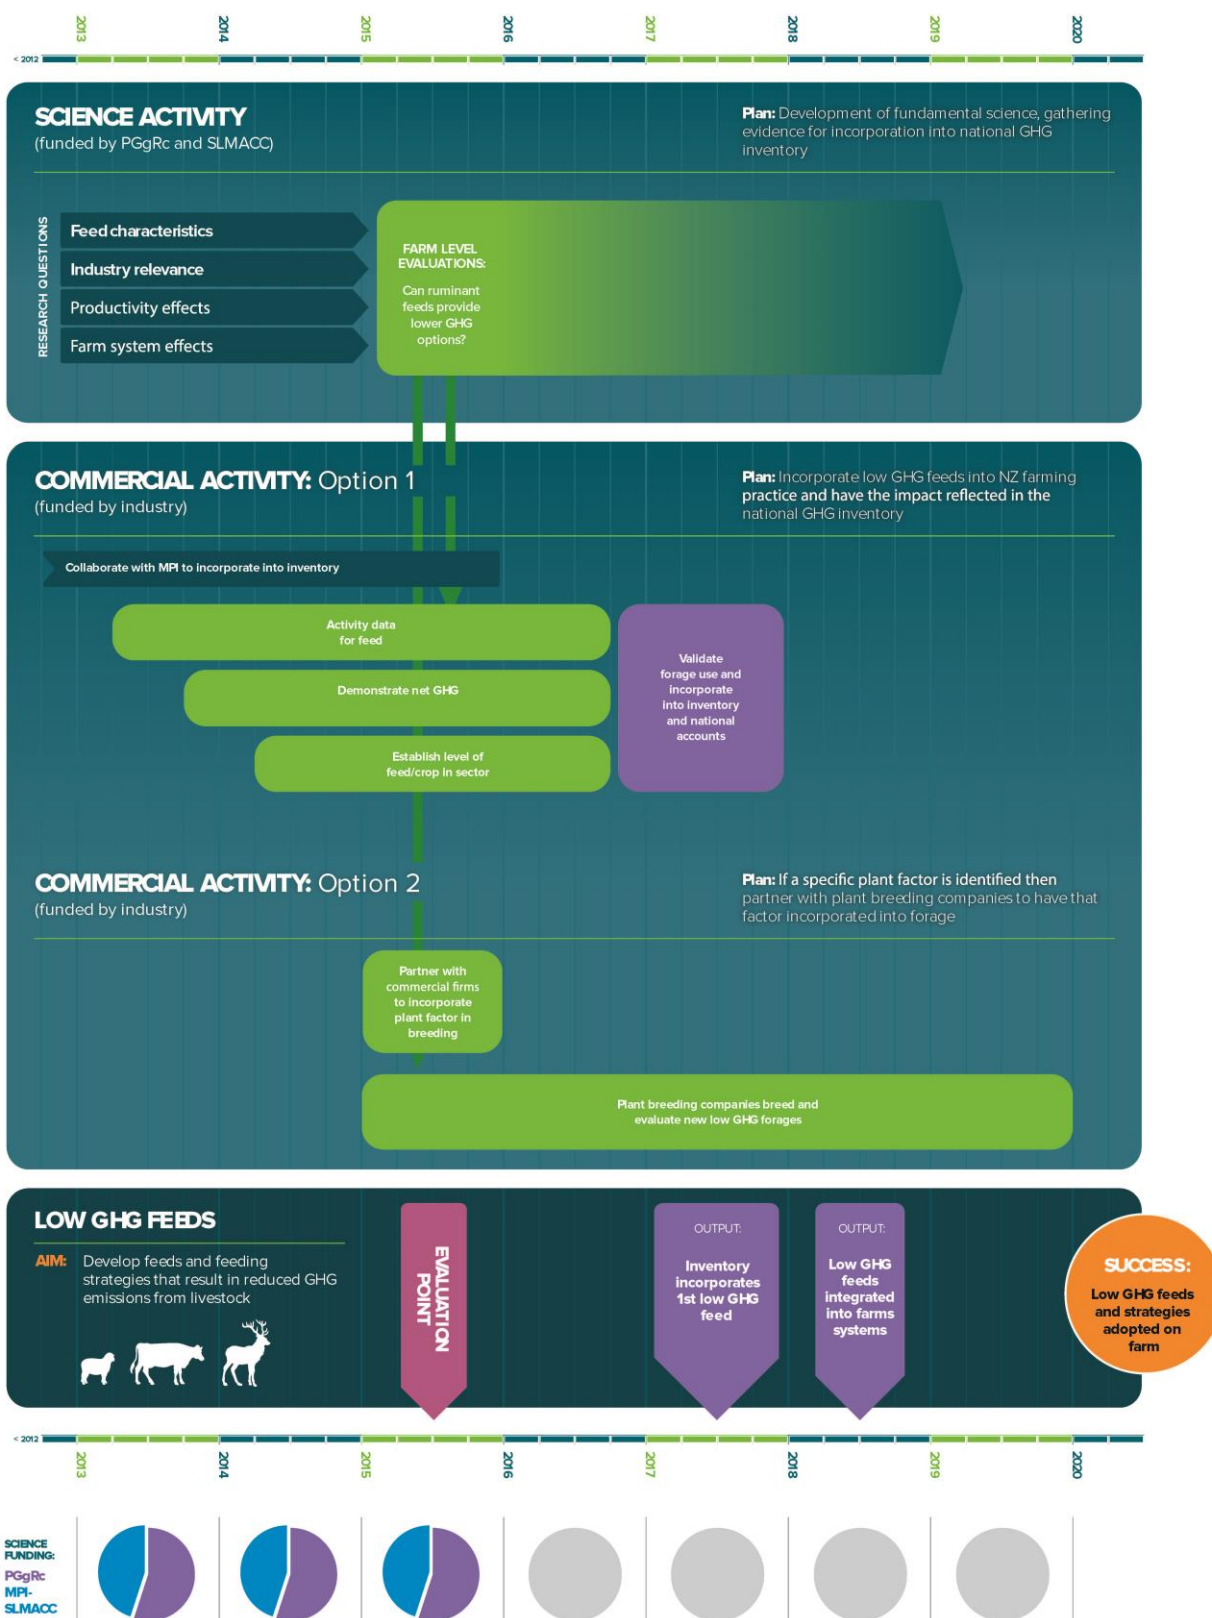 2013 2014 2015 2016 2017 2018 2019 2020
< 2012
SCIENCE ACTIVITY
(funded by PGgRc and SLMACC)
Plan: Development of fundamental science, gathering
evidence for incorporation into national GHG
inventory
RESEARCH QUESTIONS
Feed characteristics
Industry relevance
Productivity effects
Farm system effects
FARM LEVEL
EVALUATIONS:
Can ruminant
feeds provide
lower GHG
options?
COMMERCIAL ACTIVITY: Option 1
(funded by industry)
Plan: Incorporate low GHG feeds into NZ farming
practice and have the impact reflected in the
national GHG inventory
Collaborate with MPI to incorporate into inventory
Activity data
for feed
Demonstrate net GHG
Establish level of
feed/crop in sector
Validate
forage use and
incorporate
into inventory
and national
accounts
COMMERCIAL ACTIVITY: Option 2
(funded by industry)
Plan: If a specific plant factor is identified then
partner with plant breeding companies to have that
factor incorporated into forage
Partner with
commercial firms
to incorporate
plant factor in
breeding
Plant breeding companies breed and
evaluate new low GHG forages
LOW GHG FEEDS
AIM: Develop feeds and feeding
strategies that result in reduced GHG
emissions from livestock
EVALUATION
POINT
OUTPUT:
Inventory
incorporates
1st low GHG
feed
OUTPUT:
Low GHG
feeds
integrated
into farms
systems
SUCCESS:
Low GHG feeds
and strategies
adopted on
farm
< 2012
2013 2014 2015 2016 2017 2018 2019 2020
SCIENCE
FUNDING:
PGgRc
MPI-
SLMACC